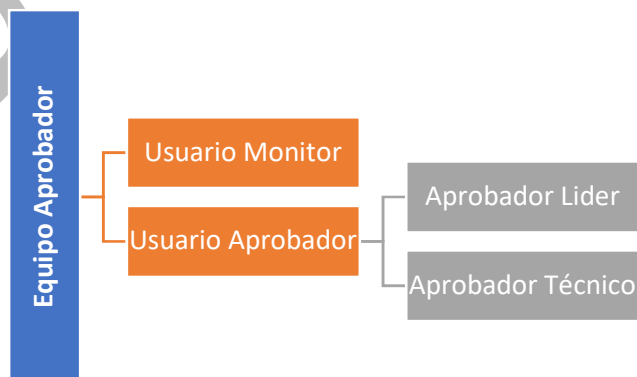 Equipo Aprobador
Usuario Monitor
Usuario Aprobador
Aprobador Lider
Aprobador Técnico